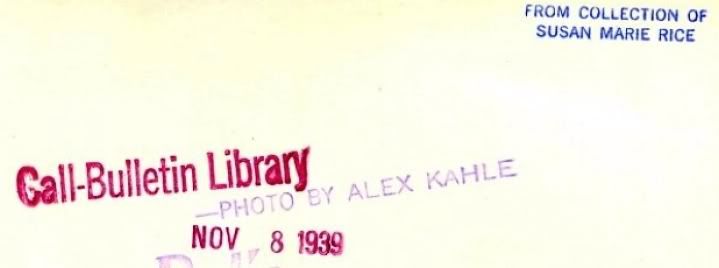 FROM COLLECTION OF
SUSAN MARIE RICE
Call-Bulletin Library
—PHOTO BY ALEX KAHLE
NOV 8 1939